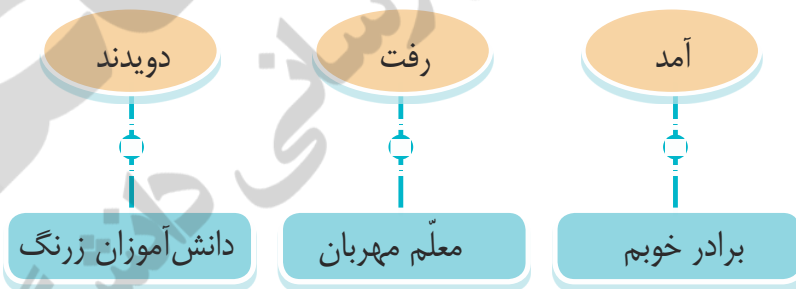 آمد
رفت
دویدند
برادر خوبم
معلّم مهربان
دانش‌آموزان زرنگ